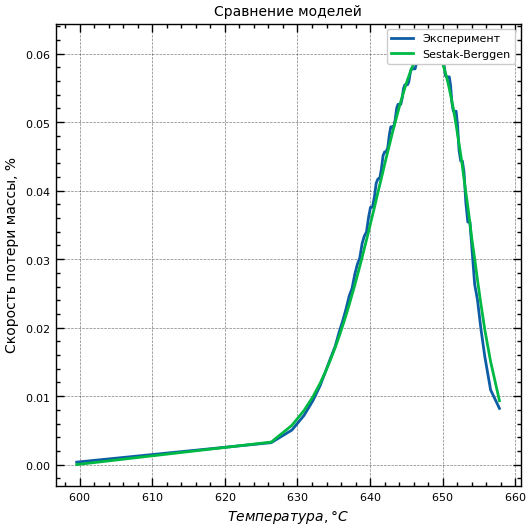 Сравнение моделей
Эксперимент
Sestak-Berggen
Скорость потери массы, %
0.06
0.05
0.04
0.03
0.02
0.01
0.00
600 610 620 630 640 650 660
Температура, °C